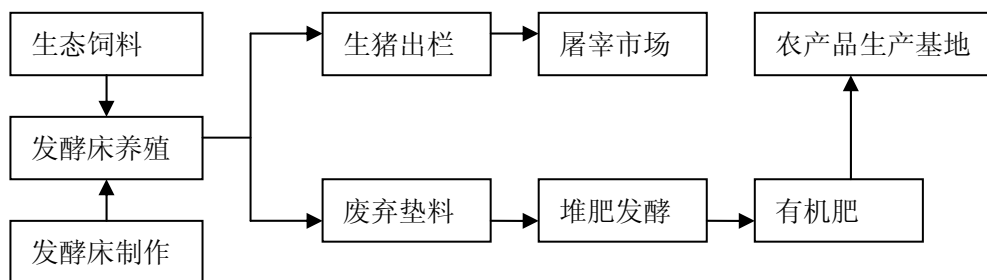 生态饲料
生猪出栏
屠宰市场
农产品生产基地
发酵床养殖
废弃垫料
堆肥发酵
有机肥
发酵床制作